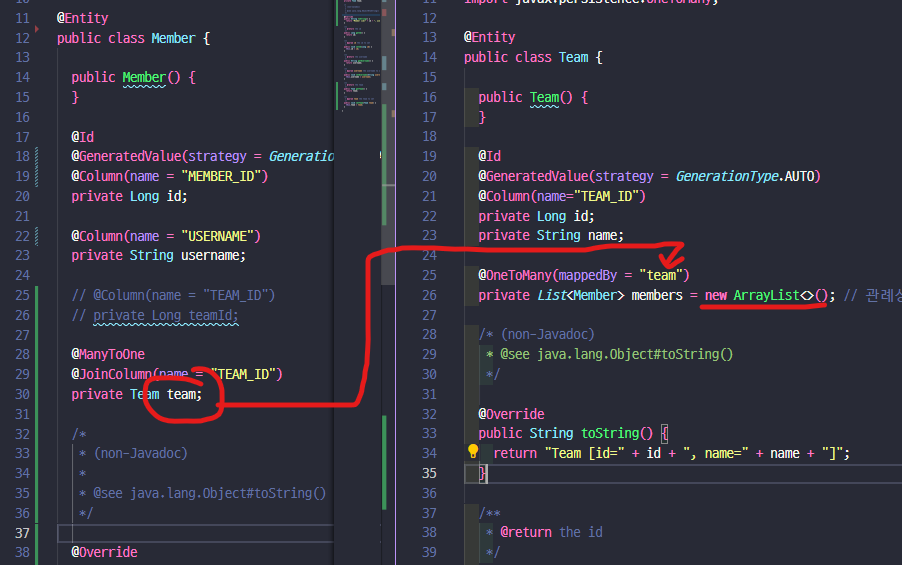 11 @Entity
12 public class Member {
13
14 public Member() {
15 }
16
17 @Id
18 @GeneratedValue(strategy = Generatio
19 @Column(name = "MEMBER_ID")
20 private Long id;
21
22 @Column(name = "USERNAME")
23 private String username;
24
25 // @Column(name = "TEAM_ID")
26 // private Long teamId;
27
28 @ManyToOne
29 @JoinColumn(name = "TEAM_ID")
30 private Team team;
31
32 /*
33 * (non-Javadoc)
34 *
35 * @see java.lang.Object#toString()
36 */
37
38 @Override
import javax.persistence.OneToMany;
12
13 @Entity
14 public class Team {
15
16 public Team() {
17 }
18
19 @Id
20 @GeneratedValue(strategy = GenerationType.AUTO)
21 @Column(name="TEAM_ID")
22 private Long id;
23 private String name;
24
25 @OneToMany(mappedBy = "team")
26 private List<Member> members = new ArrayList<>(); // 관례상
27
28 /* (non-Javadoc)
29 * @see java.lang.Object#toString()
30 */
31
32 @Override
33 public String toString() {
34 return "Team [id=" + id + ", name=" + name + "]";
35 }
36
37 /**
38 * @return the id
39 */